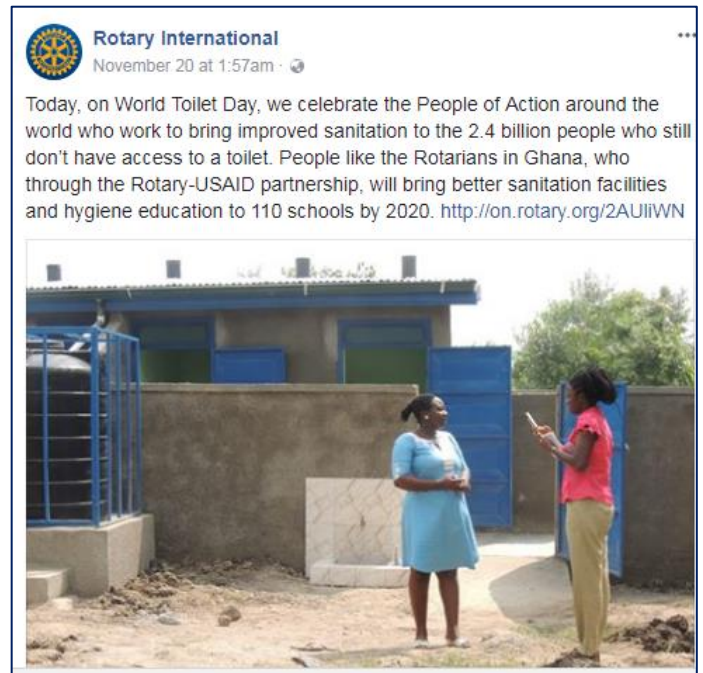 Rotary International
November 20 at 1:57am ·
Today, on World Toilet Day, we celebrate the People of Action around the
world who work to bring improved sanitation to the 2.4 billion people who still
don't have access to a toilet. People like the Rotarians in Ghana, who
through the Rotary-USAID partnership, will bring better sanitation facilities
and hygiene education to 110 schools by 2020. http://on.rotary.org/2AUliWN